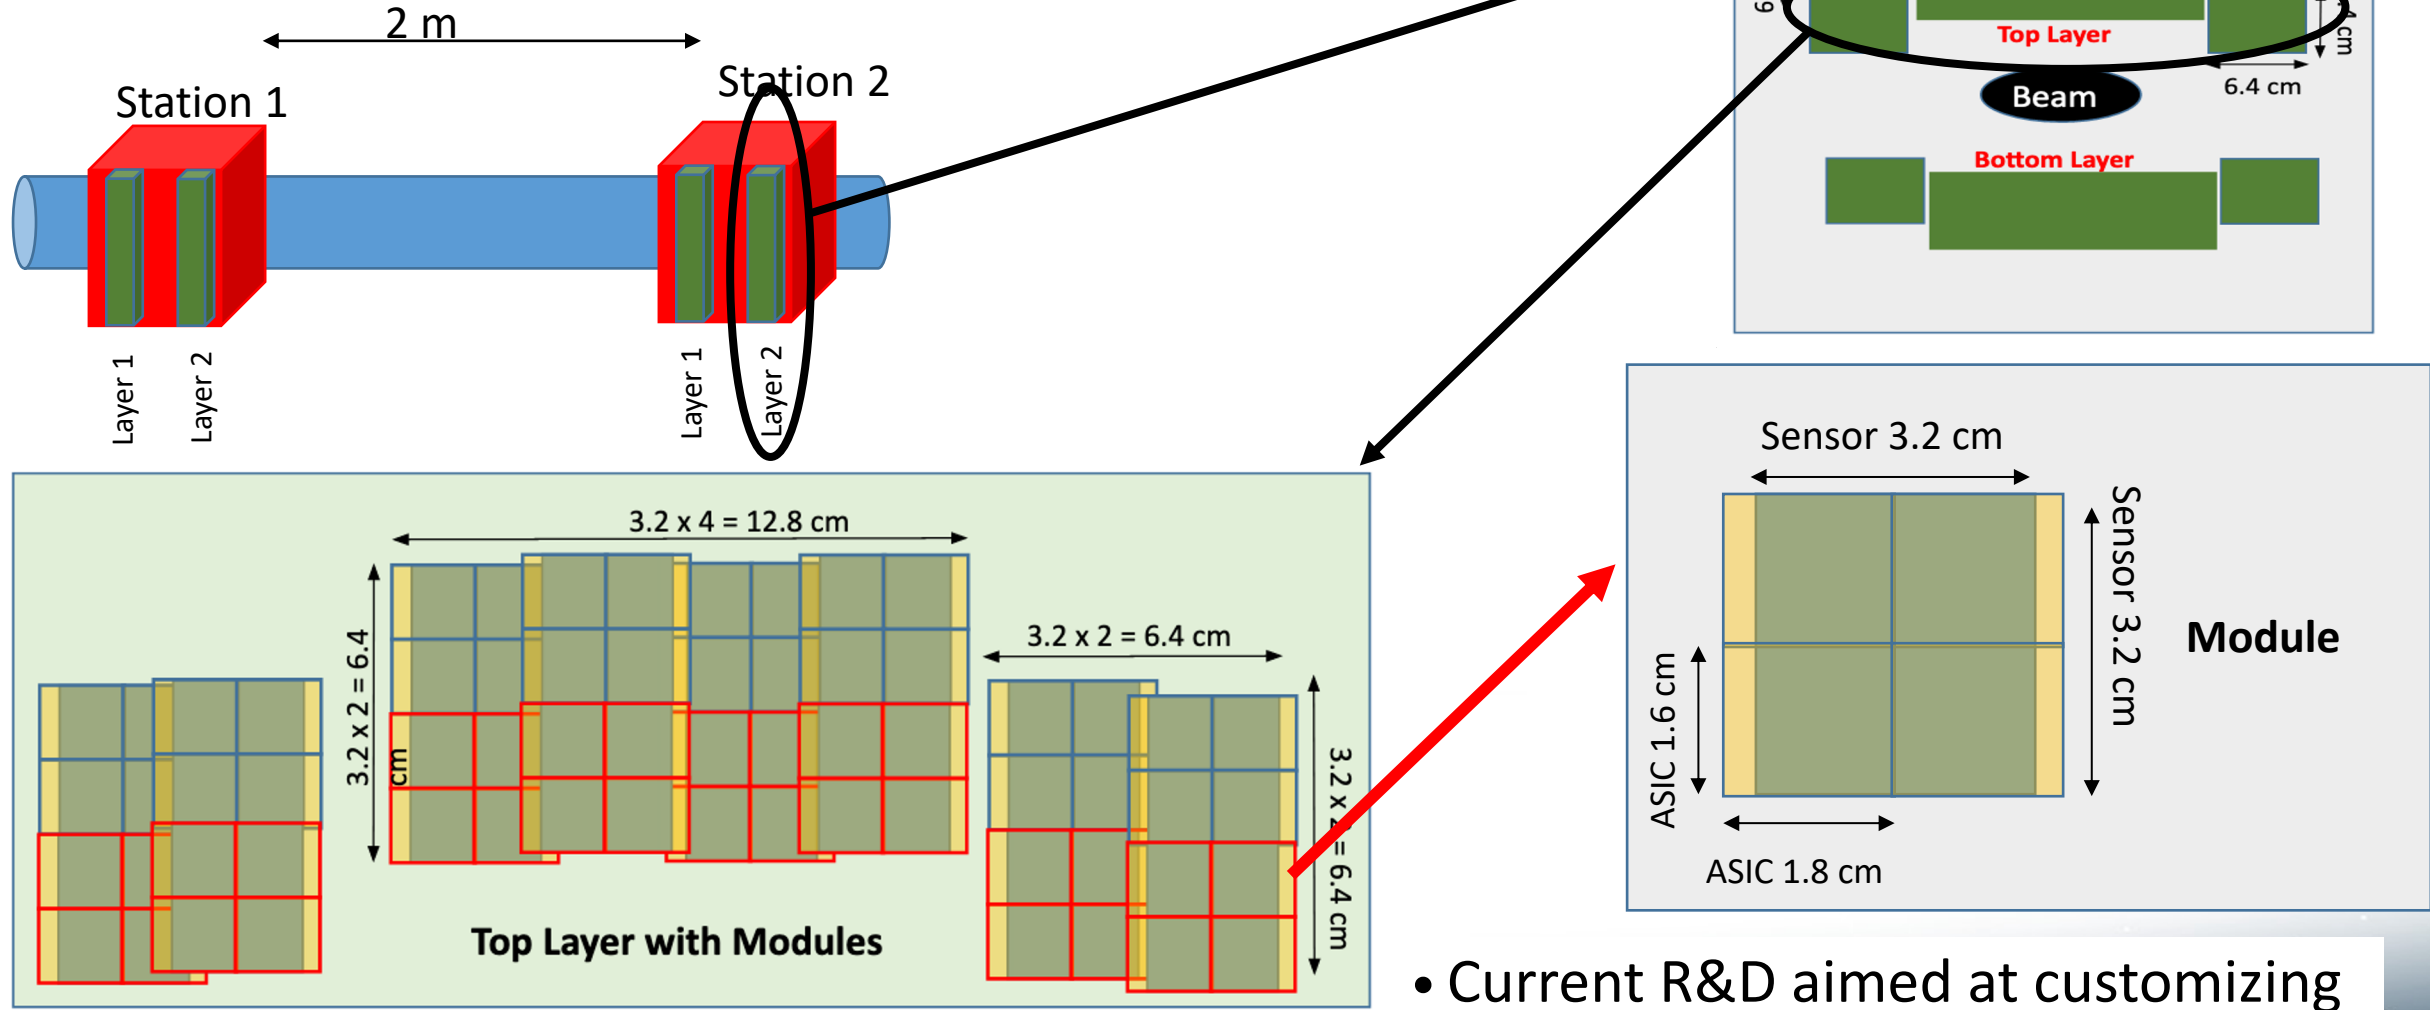 2 m
Station 1
Station 2
Layer 1
Layer 2
Layer 1
Layer 2
Top Layer
6.4 cm
Beam
Bottom Layer
3.2 x 4 = 12.8 cm
3.2 x 2 = 6.4
cm
3.2 x 2 = 6.4 cm
3.2 x 2 = 6.4 cm
Top Layer with Modules
Sensor 3.2 cm
Sensor 3.2 cm
Module
ASIC 1.6 cm
ASIC 1.8 cm
• Current R&D aimed at customizing